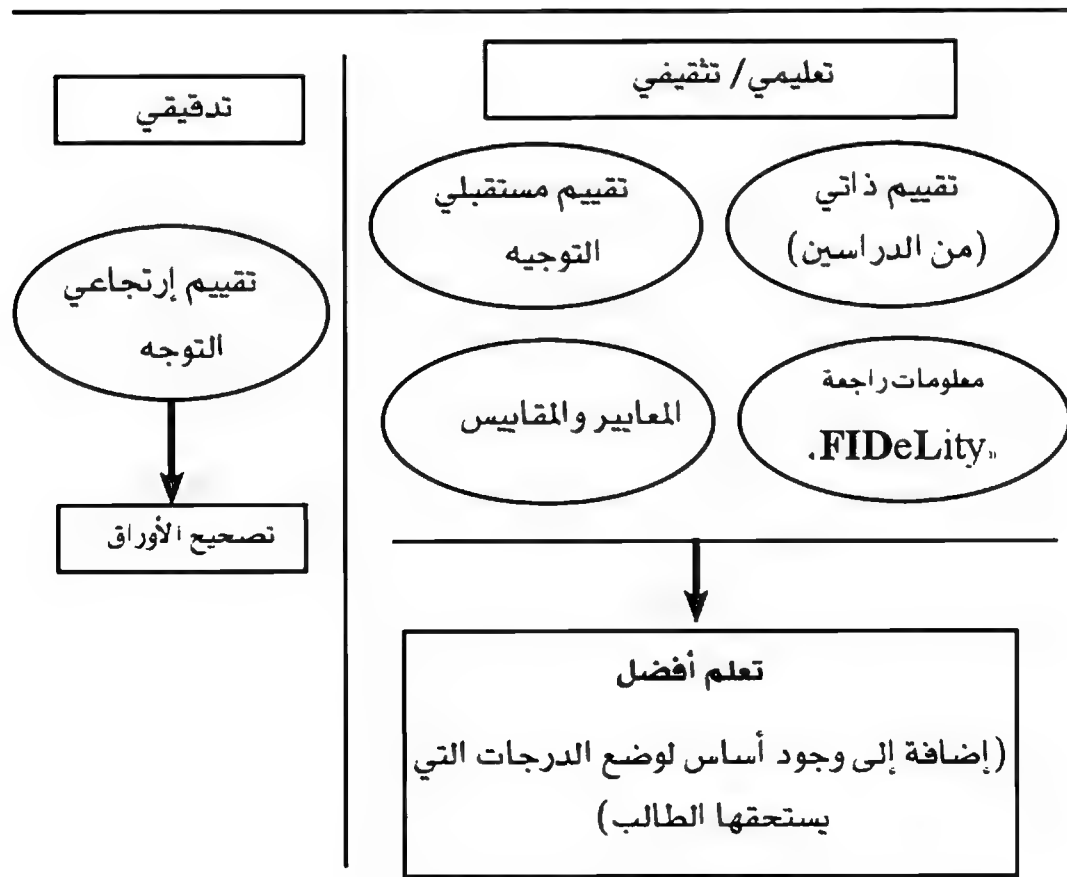 تعليمي / تثقيفي
تقييم ذاتي
(من الدراسين)
تقييم مستقبلي
التوجيه
معلومات راجعة
«FIDeLity»
المعايير والمقاييس
تعلم أفضل
(إضافة إلى وجود أساس لوضع الدرجات التي
يستحقها الطالب)
تدقيقي
تقييم إرتجاعي
التوجه
تصحيح الأوراق